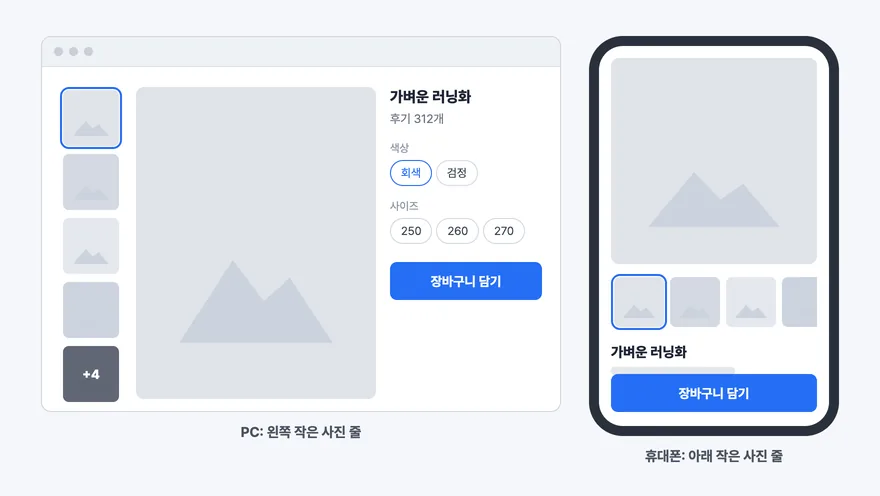 가벼운 러닝화
후기 312개
색상
회색 검정
사이즈
250 260 270
장바구니 담기
+4
PC: 왼쪽 작은 사진 줄
가벼운 러닝화
장바구니 담기
휴대폰: 아래 작은 사진 줄